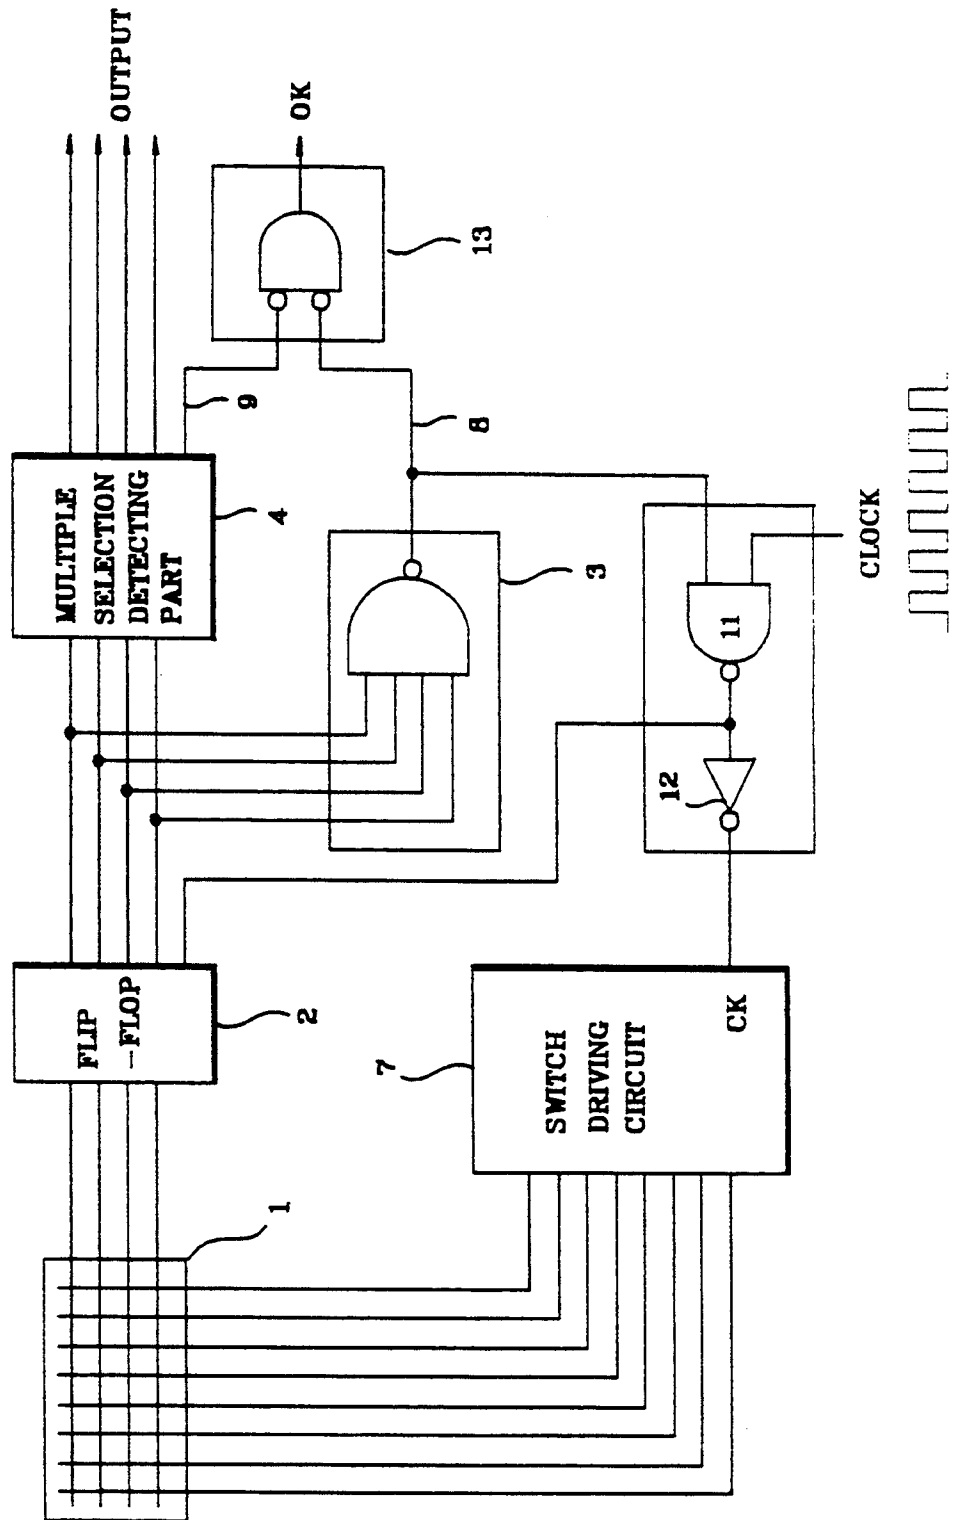 1
FLIP
-FLOP
2
MULTIPLE
SELECTION
DETECTING
PART
4
OUTPUT
9
OK
13
8
3
7
SWITCH
DRIVING
CIRCUIT
CK
12
11
CLOCK